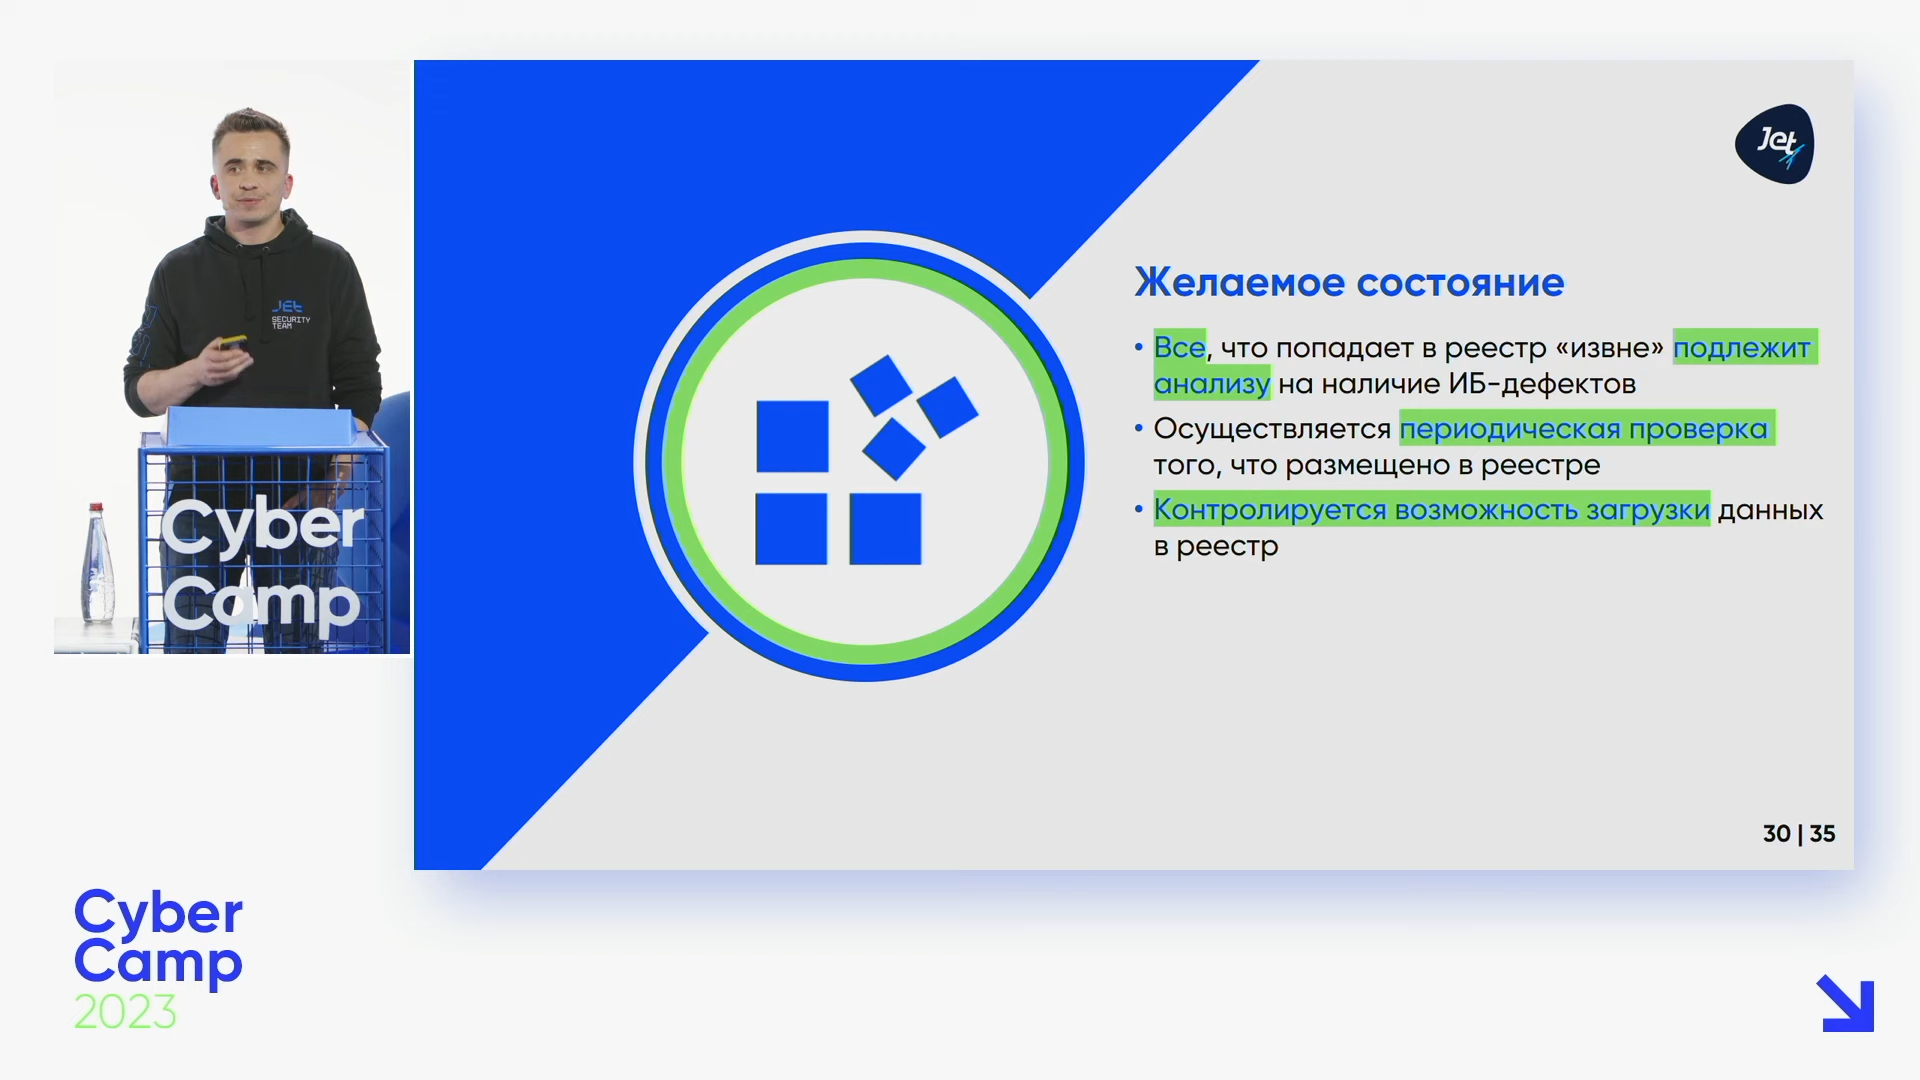 Jet
Желаемое состояние
• Все, что попадает в реестр «извне» подлежит
анализу на наличие ИБ-дефектов
• Осуществляется периодическая проверка
того, что размещено в реестре
• Контролируется возможность загрузки данных
в реестр
30 | 35
JET
SECURITY
TEAM
Cyber
Camp
Cyber
Camp
2023